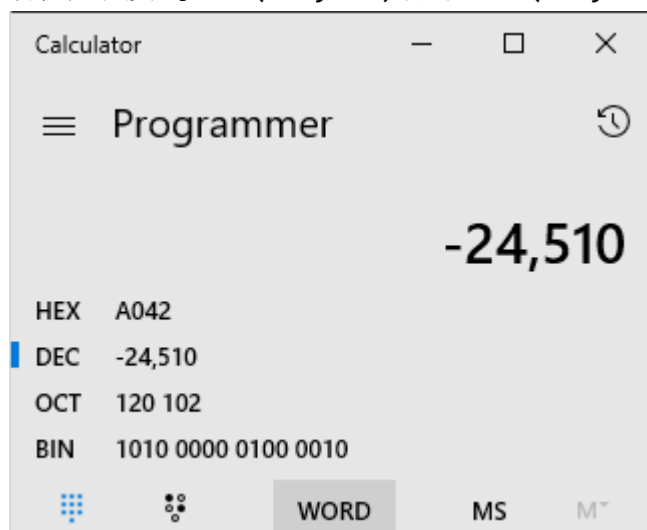 Calculator
Programmer
-24,510
HEX A042
DEC -24,510
OCT 120 102
BIN 1010 0000 0100 0010
WORD MS M